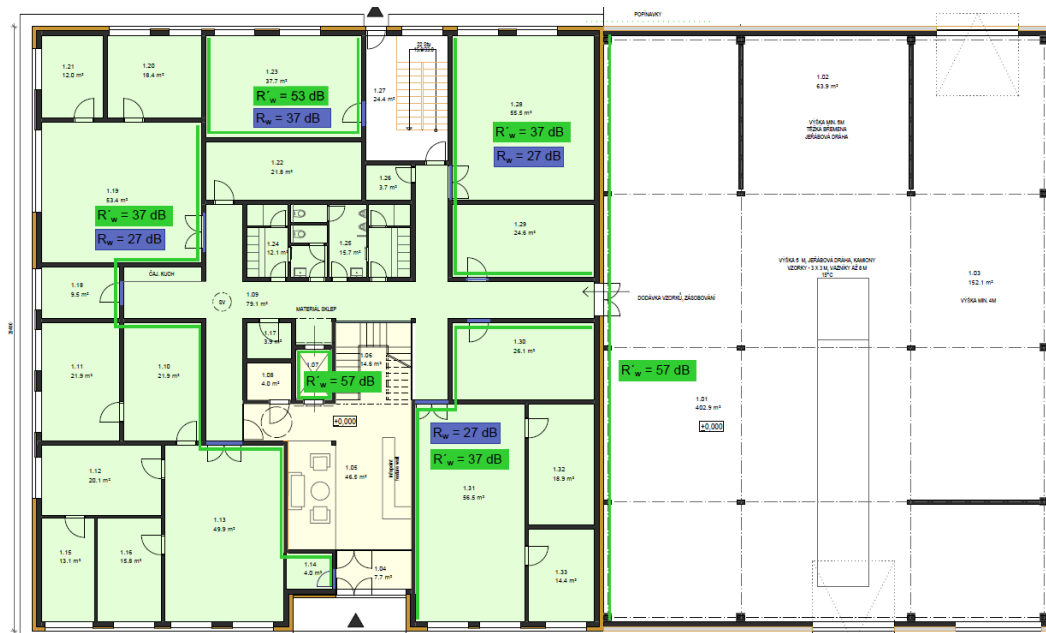 POPÍNAVKY
1.21
12.0 m²
1.20
18.4 m²
1.23
37.7 m²
R´w = 53 dB
Rw = 37 dB
1.27
24.4 m²
1.28
55.5 m²
R´w = 37 dB
Rw = 27 dB
1.02
63.9 m²
VÝŠKA MIN. 5M
TĚŽKÁ BŘEMENA
JEŘÁBOVÁ DRÁHA
1.22
21.8 m²
1.26
3.7 m²
1.19
53.4 m²
R´w = 37 dB
Rw = 27 dB
1.24
12.1 m²
1.25
15.7 m²
1.29
24.6 m²
ČAJ. KUCH
1.18
9.5 m²
SV
1.09
79.1 m²
MATERIÁL SKLEP
VÝŠKA 6 M, JEŘÁBOVÁ DRÁHA, KAMIONY
VZORKY - 3 X 3 M, VAZNÍKY AŽ 8 M
15°C
1.03
152.1 m²
VÝŠKA MIN. 4M
DODÁVKA VZORKŮ, ZÁSOBOVÁNÍ
1.17
3.9 m²
1.11
21.9 m²
1.10
21.9 m²
1.08
4.0 m²
1.07
1.06
14.6 m²
R´w = 57 dB
1.30
26.1 m²
R´w = 57 dB
1.01
402.9 m²
±0,000
±0,000
Rw = 27 dB
R´w = 37 dB
1.12
20.1 m²
1.05
46.5 m²
1.31
56.5 m²
1.32
18.9 m²
1.13
49.9 m²
1.15
13.1 m²
1.16
15.8 m²
1.14
4.0 m²
1.04
7.7 m²
1.33
14.4 m²